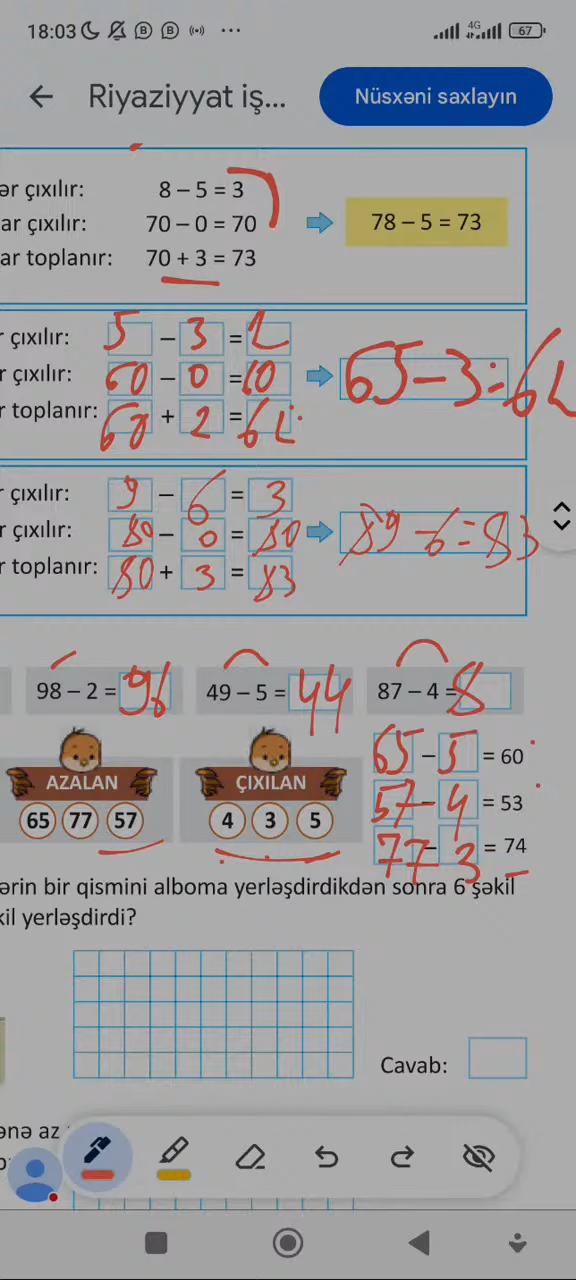 18:03
4G
67
Riyaziyyat iş...
Nüsxəni saxlayın
ər çıxılır: 8 – 5 = 3
ar çıxılır: 70 – 0 = 70
78 – 5 = 73
ar toplanır: 70 + 3 = 73
r çıxılır: 5 – 3 = 2
r çıxılır: 60 – 0 = 60
65 – 3 = 62
r toplanır: 60 + 2 = 62
r çıxılır: 9 – 6 = 3
r çıxılır: 80 – 0 = 80
89 – 6 = 83
r toplanır: 80 + 3 = 83
98 – 2 = 96
49 – 5 = 44
87 – 4 = 8
AZALAN
65 77 57
ÇIXILAN
4 3 5
65 – 5 = 60
57 – 4 = 53
77 – 3 = 74
ərin bir qismini alboma yerləşdirdikdən sonra 6 şəkil
kil yerləşdirdi?
Cavab:
ənə az